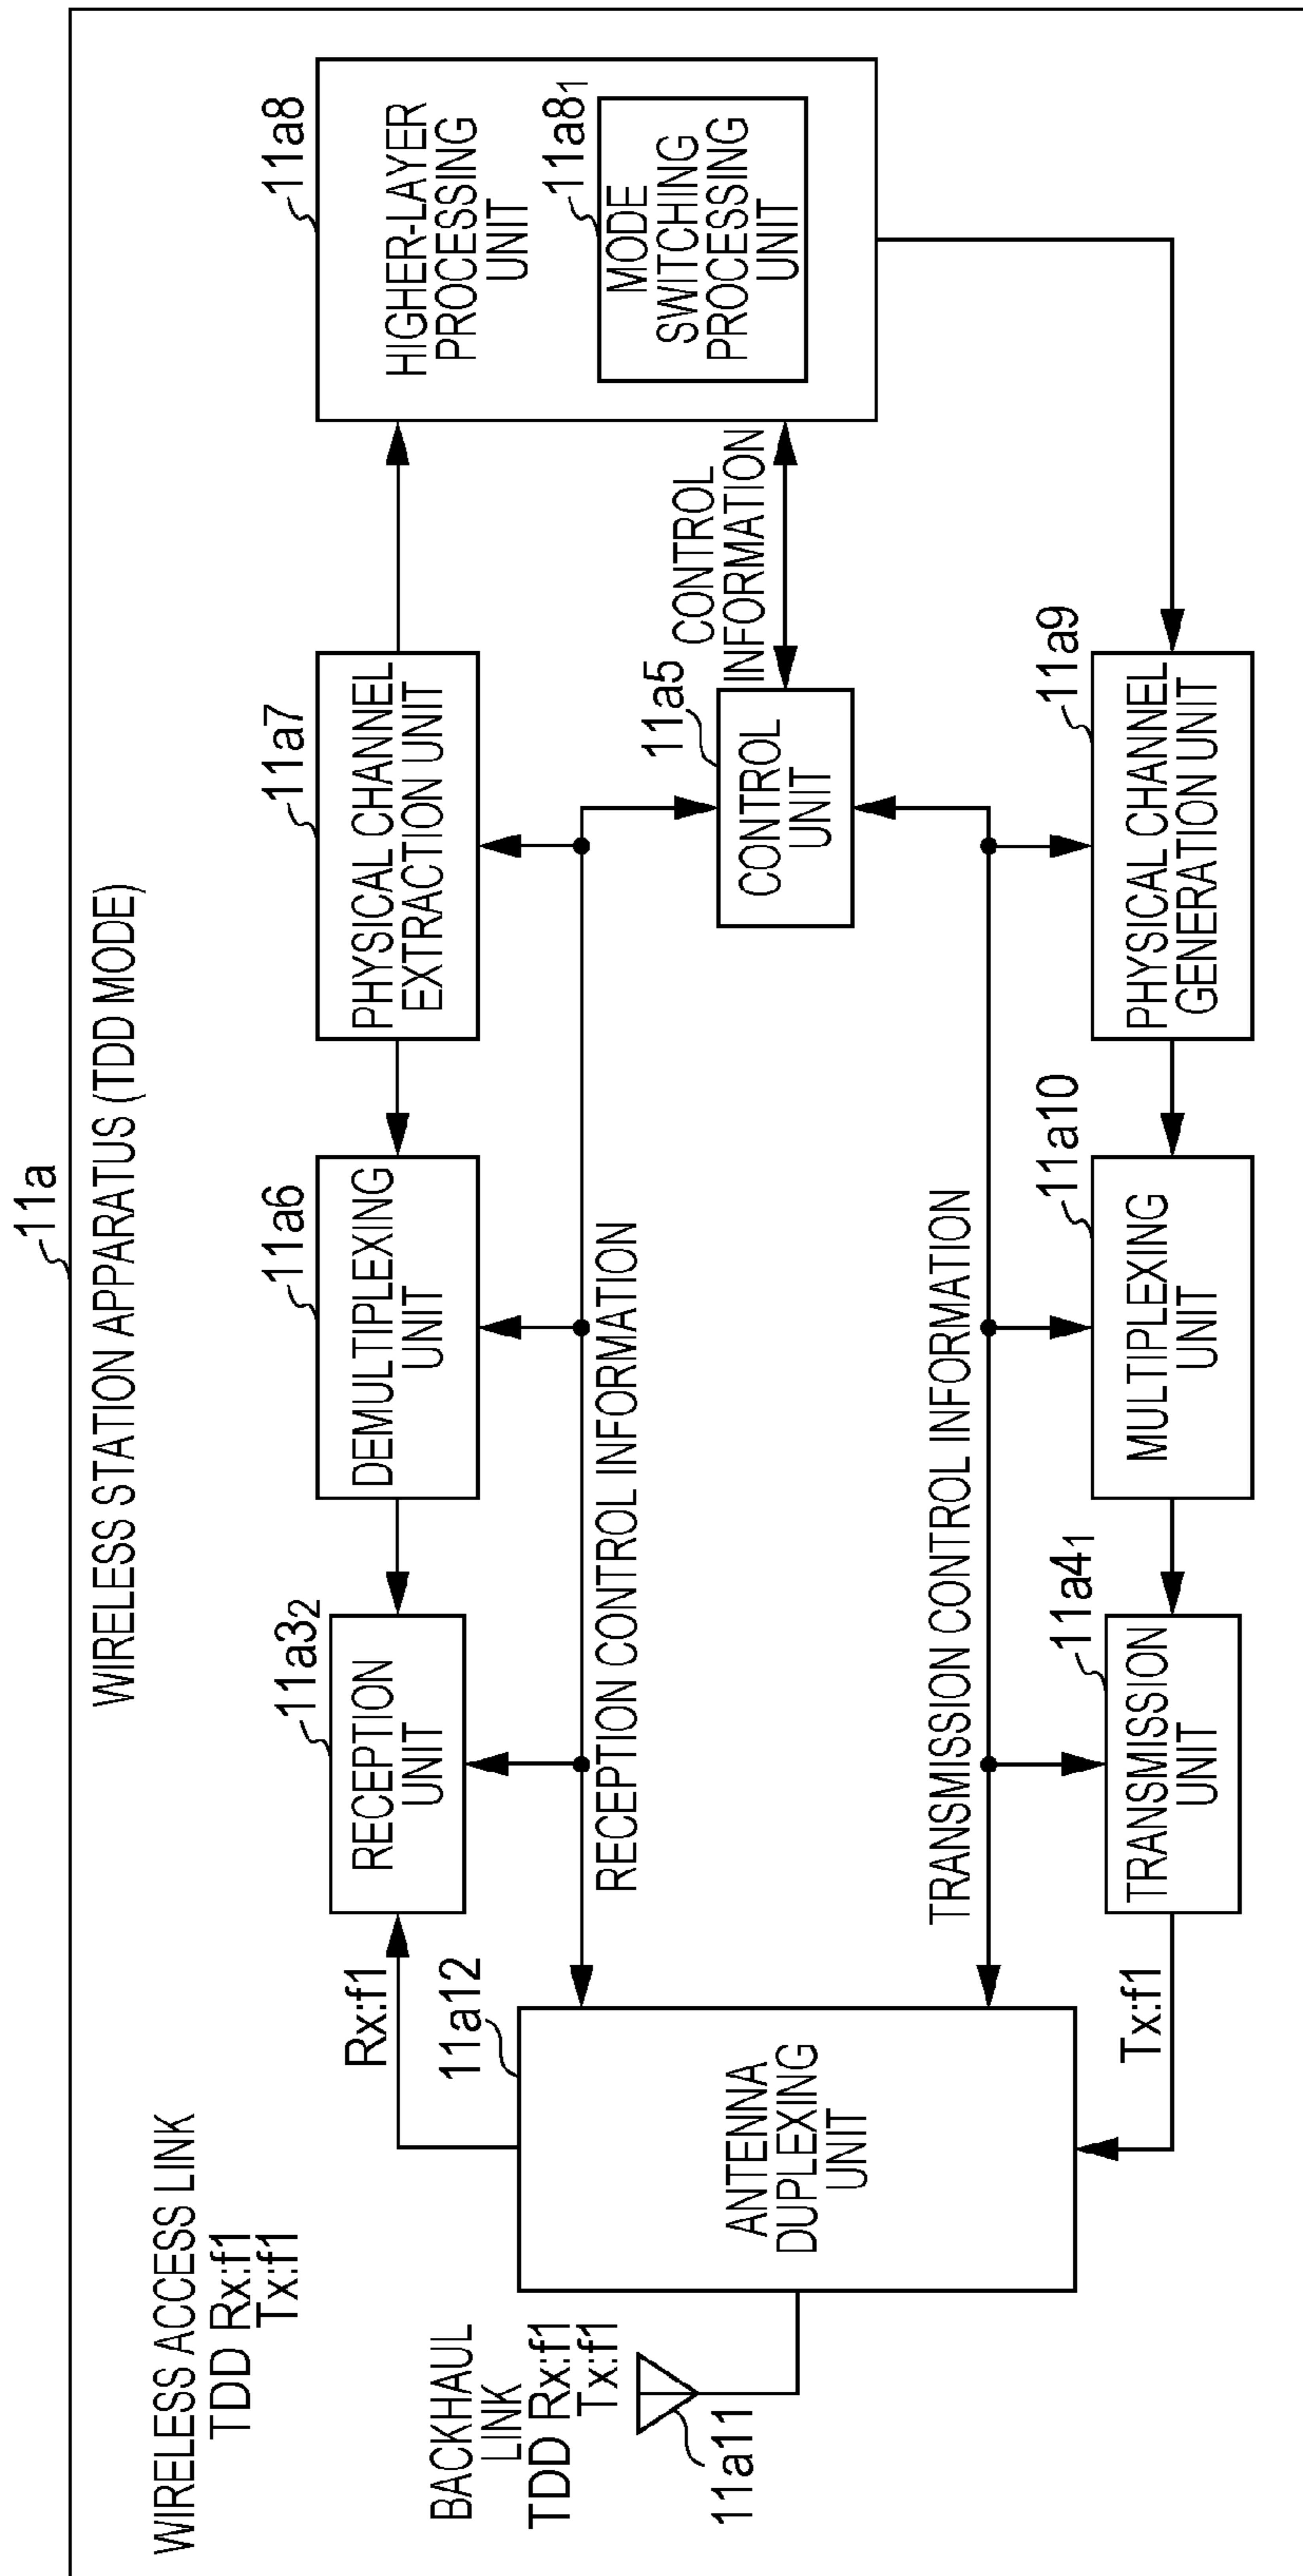 11a
WIRELESS STATION APPARATUS (TDD MODE)
WIRELESS ACCESS LINK
TDD Rx:f1
Tx:f1
BACKHAUL
LINK
TDD Rx:f1
Tx:f1
11a11
11a12
ANTENNA
DUPLEXING
UNIT
Rx:f1
11a3₂
RECEPTION
UNIT
11a6
DEMULTIPLEXING
UNIT
11a7
PHYSICAL CHANNEL
EXTRACTION UNIT
11a8
HIGHER-LAYER
PROCESSING
UNIT
11a8₁
MODE
SWITCHING
PROCESSING
UNIT
RECEPTION CONTROL INFORMATION
11a5
CONTROL
UNIT
CONTROL
INFORMATION
TRANSMISSION CONTROL INFORMATION
Tx:f1
11a4₁
TRANSMISSION
UNIT
11a10
MULTIPLEXING
UNIT
11a9
PHYSICAL CHANNEL
GENERATION UNIT